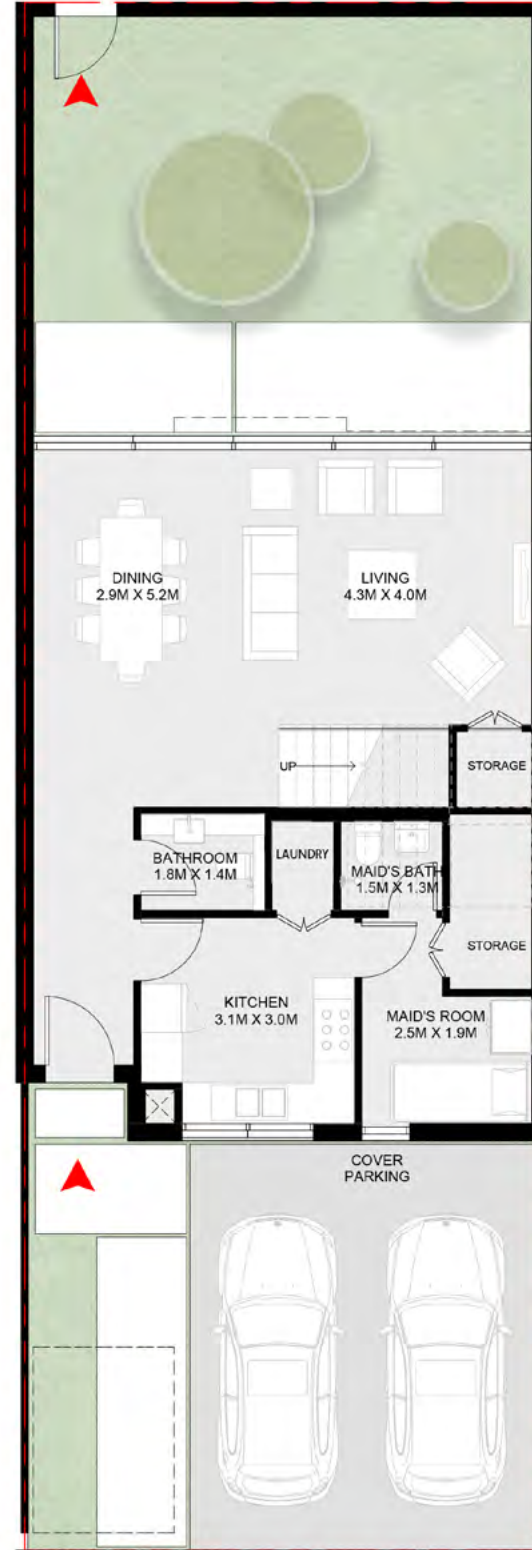 DINING
2.9M X 5.2M
LIVING
4.3M X 4.0M
UP
STORAGE
BATHROOM
1.8M X 1.4M
LAUNDRY
MAID'S BATH
1.5M X 1.3M
STORAGE
KITCHEN
3.1M X 3.0M
MAID'S ROOM
2.5M X 1.9M
COVER
PARKING